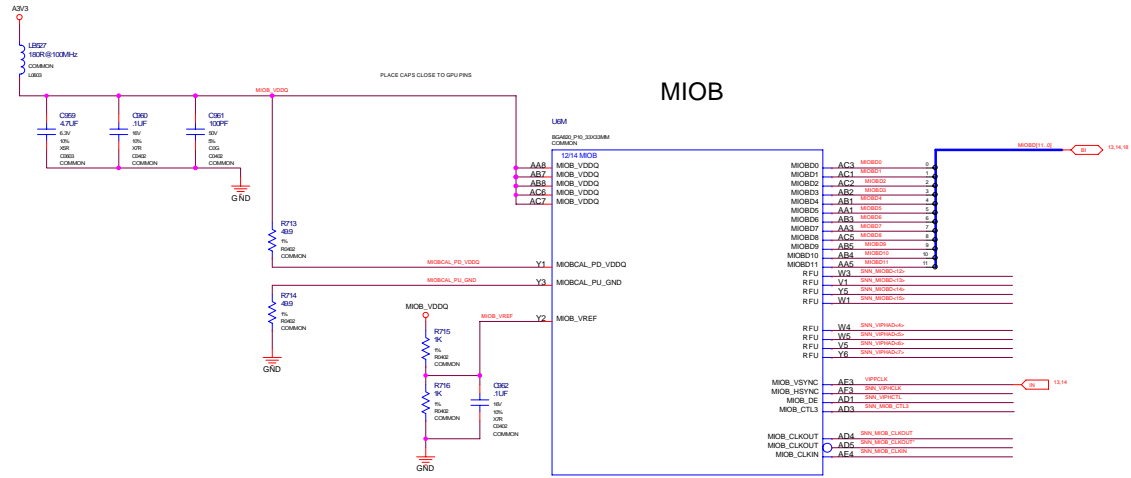 A3V3
LB527
180R@100MHz
COMMON
L0603
PLACE CAPS CLOSE TO GPU PINS
MIOB_VDDQ
C959
4.7UF
6.3V
10%
X5R
C0603
COMMON
C960
.1UF
16V
10%
X7R
C0402
COMMON
C961
100PF
50V
5%
C0G
C0402
COMMON
GND
MIOB
U6M
BGA820_P10_33X33MM
COMMON
12/14 MIOB
AA8 MIOB_VDDQ
AB7 MIOB_VDDQ
AB8 MIOB_VDDQ
AC6 MIOB_VDDQ
AC7 MIOB_VDDQ
R713
49.9
1%
R0402
COMMON
MIOBCAL_PD_VDDQ Y1 MIOBCAL_PD_VDDQ
MIOBCAL_PU_GND Y3 MIOBCAL_PU_GND
R714
49.9
1%
R0402
COMMON
GND
MIOB_VDDQ
MIOB_VREF Y2 MIOB_VREF
R715
1K
1%
R0402
COMMON
R716
1K
1%
R0402
COMMON
C962
.1UF
16V
10%
X7R
C0402
COMMON
GND
MIOBD[11..0] BI 13,14,18
MIOBD0 AC3 MIOBD0 0
MIOBD1 AC1 MIOBD1 1
MIOBD2 AC2 MIOBD2 2
MIOBD3 AB2 MIOBD3 3
MIOBD4 AB1 MIOBD4 4
MIOBD5 AA1 MIOBD5 5
MIOBD6 AB3 MIOBD6 6
MIOBD7 AA3 MIOBD7 7
MIOBD8 AC5 MIOBD8 8
MIOBD9 AB5 MIOBD9 9
MIOBD10 AB4 MIOBD10 10
MIOBD11 AA5 MIOBD11 11
RFU W3 SNN_MIOBD<12>
RFU V1 SNN_MIOBD<13>
RFU Y5 SNN_MIOBD<14>
RFU W1 SNN_MIOBD<15>
RFU W4 SNN_VIPHAD<4>
RFU W5 SNN_VIPHAD<5>
RFU V5 SNN_VIPHAD<6>
RFU Y6 SNN_VIPHAD<7>
MIOB_VSYNC AE3 VIPPCLK IN 13,14
MIOB_HSYNC AF3 SNN_VIPHCLK
MIOB_DE AD1 SNN_VIPHCTL
MIOB_CTL3 AD3 SNN_MIOB_CTL3
MIOB_CLKOUT AD4 SNN_MIOB_CLKOUT
MIOB_CLKOUT AD5 SNN_MIOB_CLKOUT*
MIOB_CLKIN AE4 SNN_MIOB_CLKIN